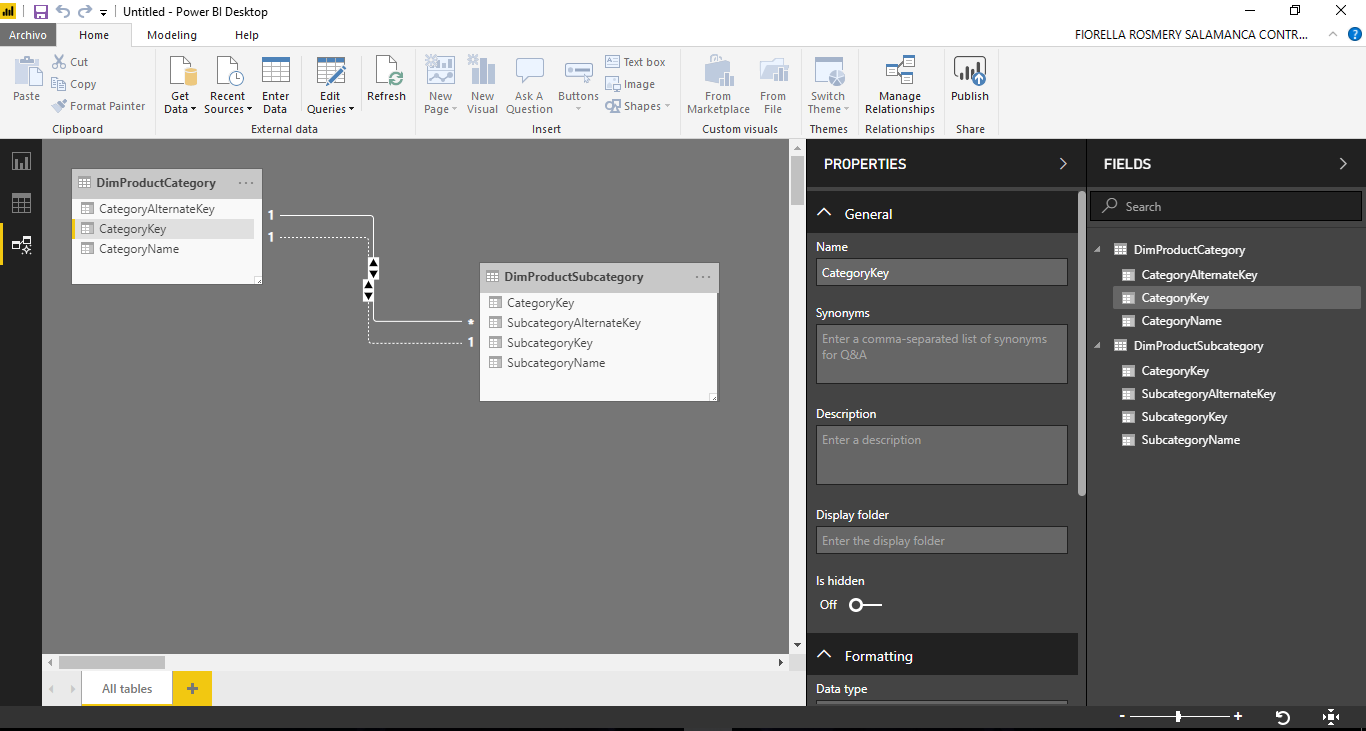 Untitled - Power BI Desktop
Archivo
Home
Modeling
Help
FIORELLA ROSMERY SALAMANCA CONTR...
Paste
Cut
Copy
Format Painter
Clipboard
Get Data
Recent Sources
Enter Data
Edit Queries
Refresh
External data
New Page
New Visual
Ask A Question
Buttons
Text box
Image
Shapes
Insert
From Marketplace
From File
Custom visuals
Switch Theme
Themes
Manage Relationships
Relationships
Publish
Share
DimProductCategory
CategoryAlternateKey
CategoryKey
CategoryName
1
1
*
1
DimProductSubcategory
CategoryKey
SubcategoryAlternateKey
SubcategoryKey
SubcategoryName
All tables
PROPERTIES
General
Name
CategoryKey
Synonyms
Enter a comma-separated list of synonyms
for Q&A
Description
Enter a description
Display folder
Enter the display folder
Is hidden
Off
Formatting
Data type
FIELDS
Search
DimProductCategory
CategoryAlternateKey
CategoryKey
CategoryName
DimProductSubcategory
CategoryKey
SubcategoryAlternateKey
SubcategoryKey
SubcategoryName